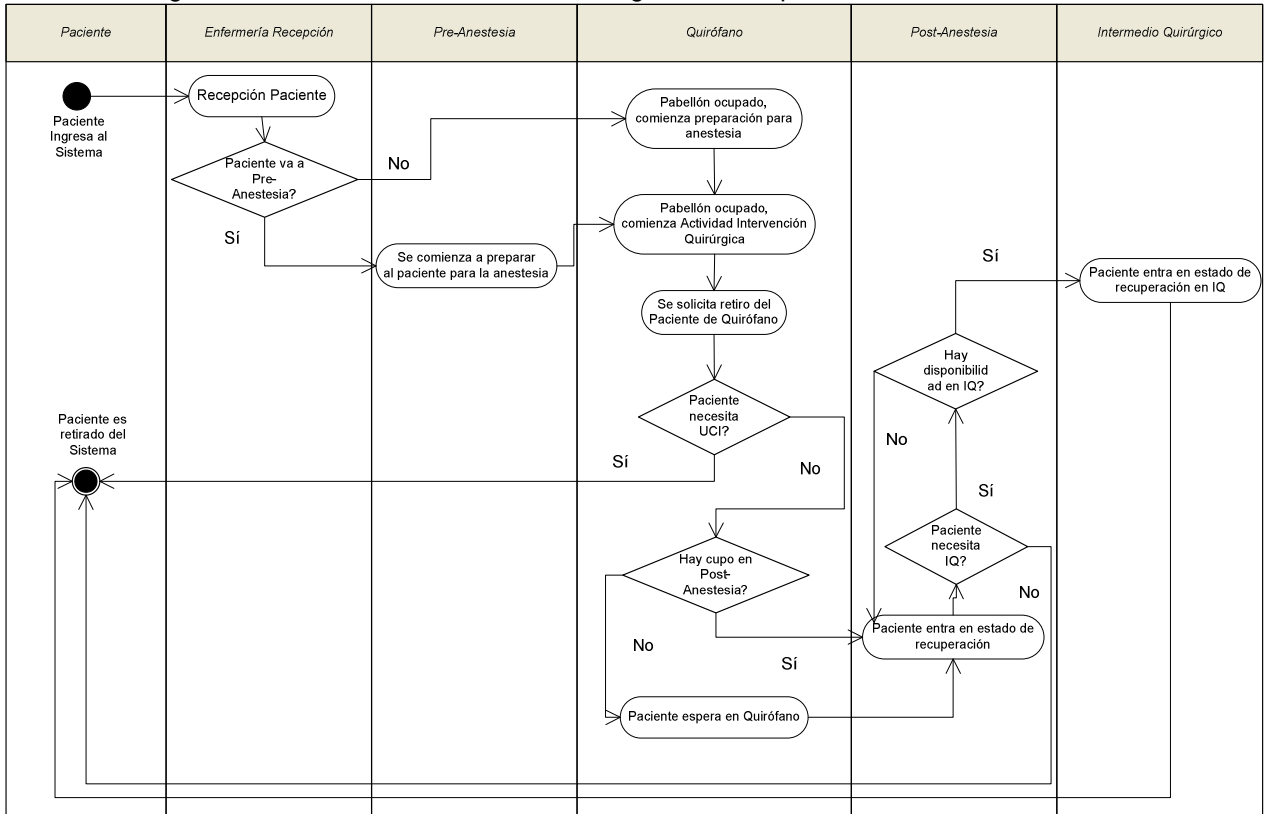 Paciente
Enfermería Recepción
Pre-Anestesia
Quirófano
Post-Anestesia
Intermedio Quirúrgico
Paciente
Ingresa al
Sistema
Recepción Paciente
Paciente va a
Pre-
Anestesia?
No
Sí
Se comienza a preparar
al paciente para la anestesia
Pabellón ocupado,
comienza preparación para
anestesia
Pabellón ocupado,
comienza Actividad Intervención
Quirúrgica
Se solicita retiro del
Paciente de Quirófano
Paciente
necesita
UCI?
Sí
No
Paciente es
retirado del
Sistema
Hay cupo en
Post-
Anestesia?
No
Sí
Paciente espera en Quirófano
Paciente entra en estado de
recuperación
Paciente
necesita
IQ?
Sí
No
Hay
disponibilid
ad en IQ?
No
Sí
Paciente entra en estado de
recuperación en IQ